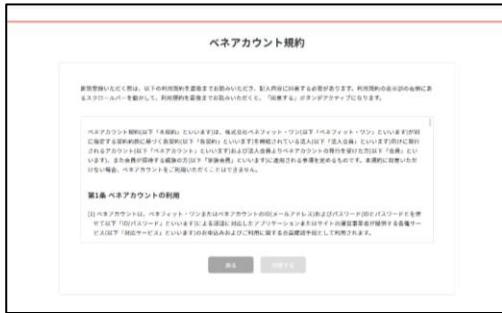 ベネアカウント規約
新規登録いただく際は、以下の利用規約を最後までお読みいただき、記入内容に同意する必要があります。利用規約の表示部の右側にあ
るスクロールバーを動かして、利用規約を最後までお読みいただくと、「同意する」ボタンがアクティブになります。
ベネアカウント規約(以下「本規約」といいます)は、株式会社ベネフィット・ワン(以下「ベネフィット・ワン」といいます)が別
に指定する契約約款に基づく各契約(以下「各契約」といいます)を締結されている法人(以下「法人会員」といいます)向けに発行
されるアカウント(以下「ベネアカウント」といいます)および法人会員よりベネアカウントの発行を受けた方(以下「会員」とい
います)、また会員が招待する親族の方(以下「家族会員」といいます)に適用される事項を定めるものです。本規約に同意いただ
けない場合、ベネアカウントをご利用いただくことはできません。
第1条 ベネアカウントの利用
(1) ベネアカウントは、ベネフィット・ワンまたはベネアカウントのID(メールアドレス)およびパスワード(IDとパスワードとを併
せて以下「ID/パスワード」といいます)による認証に対応したアプリケーションまたはサイトの運営事業者が提供する各種サー
ビス(以下「対応サービス」といいます)のお申込みおよびご利用に関する会員確認手段として利用されます。
戻る 同意する